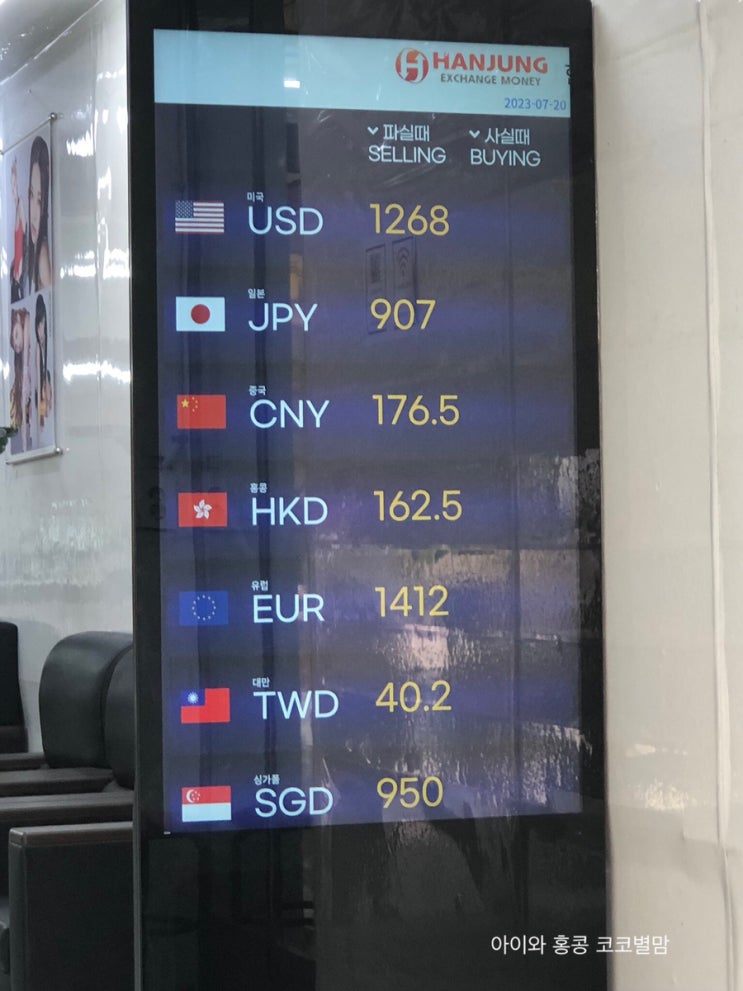 HANJUNG
EXCHANGE MONEY
2023-07-20
파실때 사실때
SELLING BUYING
미국
USD 1268
일본
JPY 907
중국
CNY 176.5
홍콩
HKD 162.5
유럽
EUR 1412
대만
TWD 40.2
싱가폴
SGD 950
아이와 홍콩 코코별맘